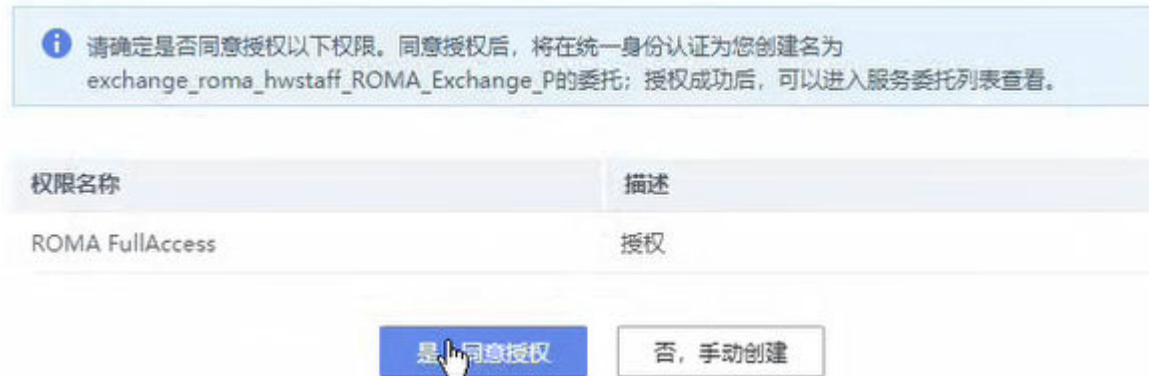 请确定是否同意授权以下权限。同意授权后，将在统一身份认证为您创建名为
exchange_roma_hwstaff_ROMA_Exchange_P的委托；授权成功后，可以进入服务委托列表查看。
权限名称 描述
ROMA FullAccess 授权
是，同意授权 否，手动创建